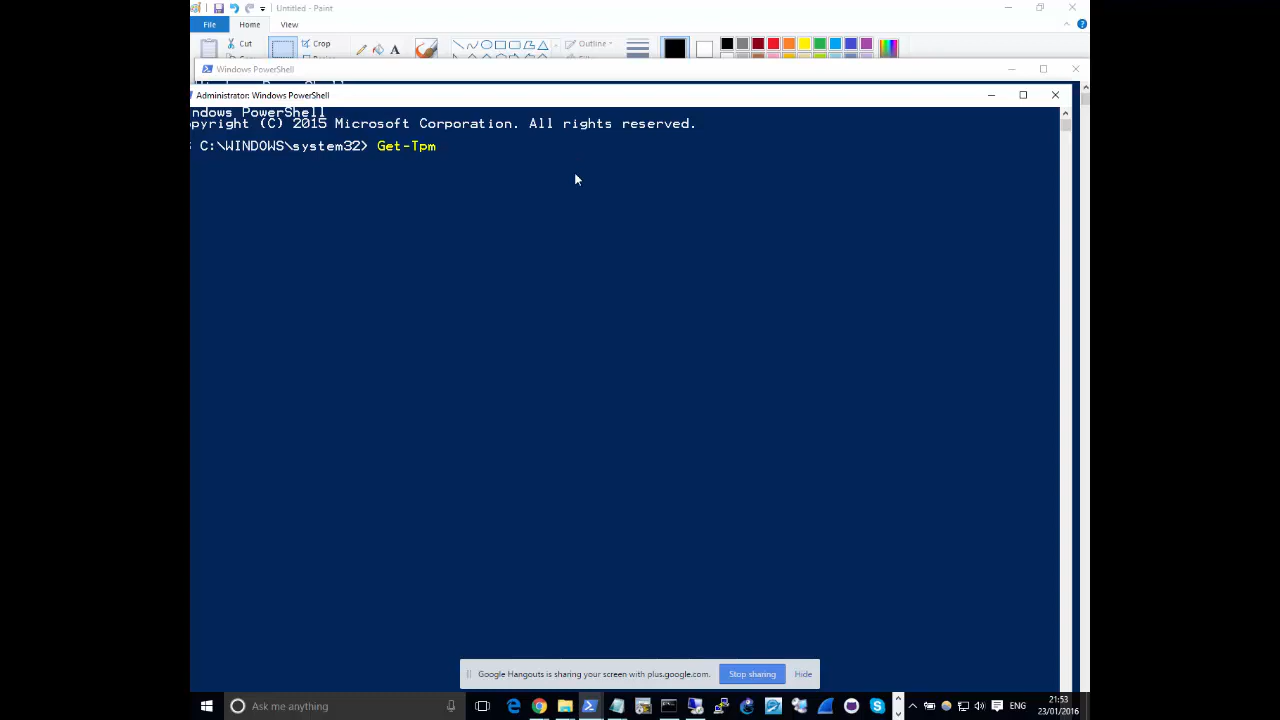 Untitled - Paint
File Home View
Cut Crop Outline
Windows PowerShell
Administrator: Windows PowerShell
ndows PowerShell
pyright (C) 2015 Microsoft Corporation. All rights reserved.
C:\WINDOWS\system32> Get-Tpm
Google Hangouts is sharing your screen with plus.google.com. Stop sharing Hide
Ask me anything
ENG
21:53
23/01/2016